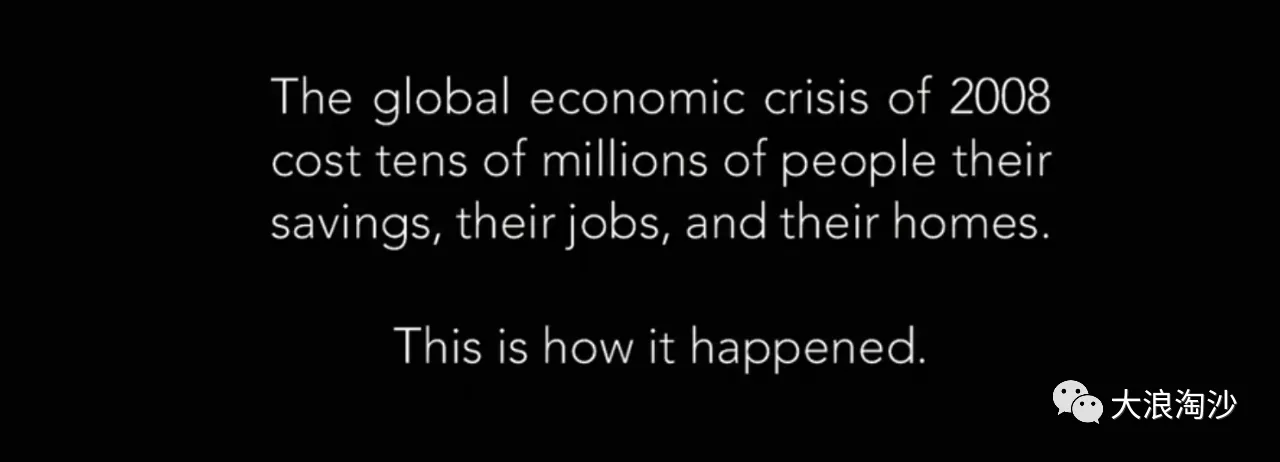 The global economic crisis of 2008
cost tens of millions of people their
savings, their jobs, and their homes.
This is how it happened.
大浪淘沙